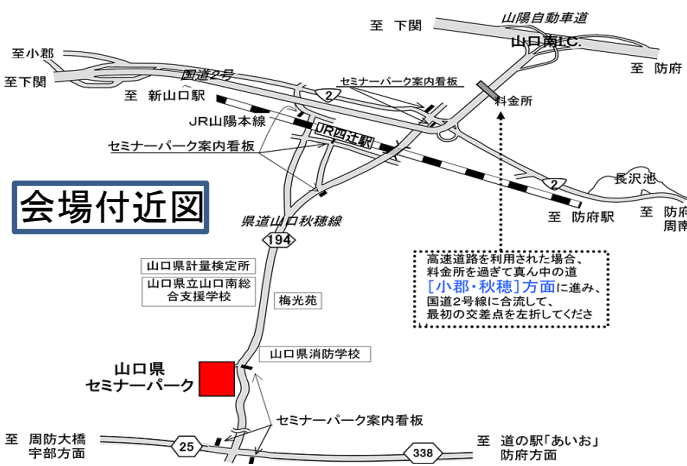 山陽自動車道
至 下関
山口南I.C.
至小郡
国道2号
至 防府
至下関
セミナーパーク案内看板
2
至 新山口駅
料金所
JR山陽本線
JR四辻駅
セミナーパーク案内看板
長沢池
2
会場付近図
至 防府駅
至 防府
周南
県道山口秋穂線
194
高速道路を利用された場合、
料金所を過ぎて真ん中の道
[小郡・秋穂]方面に進み、
国道2号線に合流して、
最初の交差点を左折してくださ
山口県計量検定所
山口県立山口南総
合支援学校
梅光苑
山口県消防学校
山口県
セミナーパーク
セミナーパーク案内看板
至 周防大橋
宇部方面
25
338
至 道の駅「あいお」
防府方面